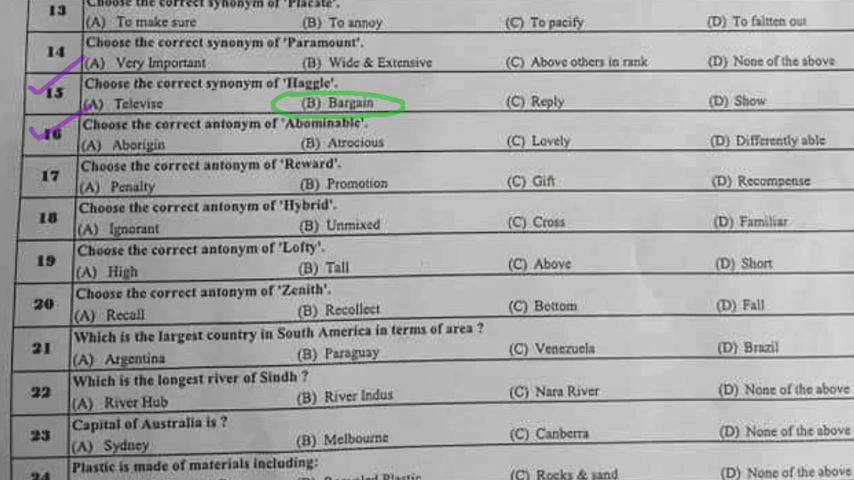 13 Choose the correct synonym of 'Placate'.
(A) To make sure (B) To annoy (C) To pacify (D) To faltten out
14 Choose the correct synonym of 'Paramount'.
(A) Very Important (B) Wide & Extensive (C) Above others in rank (D) None of the above
15 Choose the correct synonym of 'Haggle'.
(A) Televise (B) Bargain (C) Reply (D) Show
16 Choose the correct antonym of 'Abominable'.
(A) Aborigin (B) Atrocious (C) Lovely (D) Differently able
17 Choose the correct antonym of 'Reward'.
(A) Penalty (B) Promotion (C) Gift (D) Recompense
18 Choose the correct antonym of 'Hybrid'.
(A) Ignorant (B) Unmixed (C) Cross (D) Familiar
19 Choose the correct antonym of 'Lofty'.
(A) High (B) Tall (C) Above (D) Short
20 Choose the correct antonym of 'Zenith'.
(A) Recall (B) Recollect (C) Bottom (D) Fall
21 Which is the largest country in South America in terms of area ?
(A) Argentina (B) Paraguay (C) Venezuela (D) Brazil
22 Which is the longest river of Sindh ?
(A) River Hub (B) River Indus (C) Nara River (D) None of the above
23 Capital of Australia is ?
(A) Sydney (B) Melbourne (C) Canberra (D) None of the above
24 Plastic is made of materials including:
Plastic (C) Rocks & sand (D) None of the above